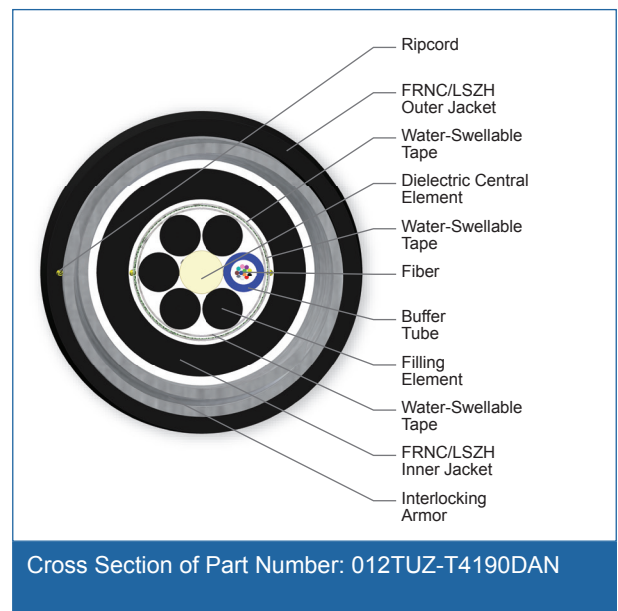 Ripcord
FRNC/LSZH
Outer Jacket
Water-Swellable
Tape
Dielectric Central
Element
Water-Swellable
Tape
Fiber
Buffer
Tube
Filling
Element
Water-Swellable
Tape
FRNC/LSZH
Inner Jacket
Interlocking
Armor
Cross Section of Part Number: 012TUZ-T4190DAN